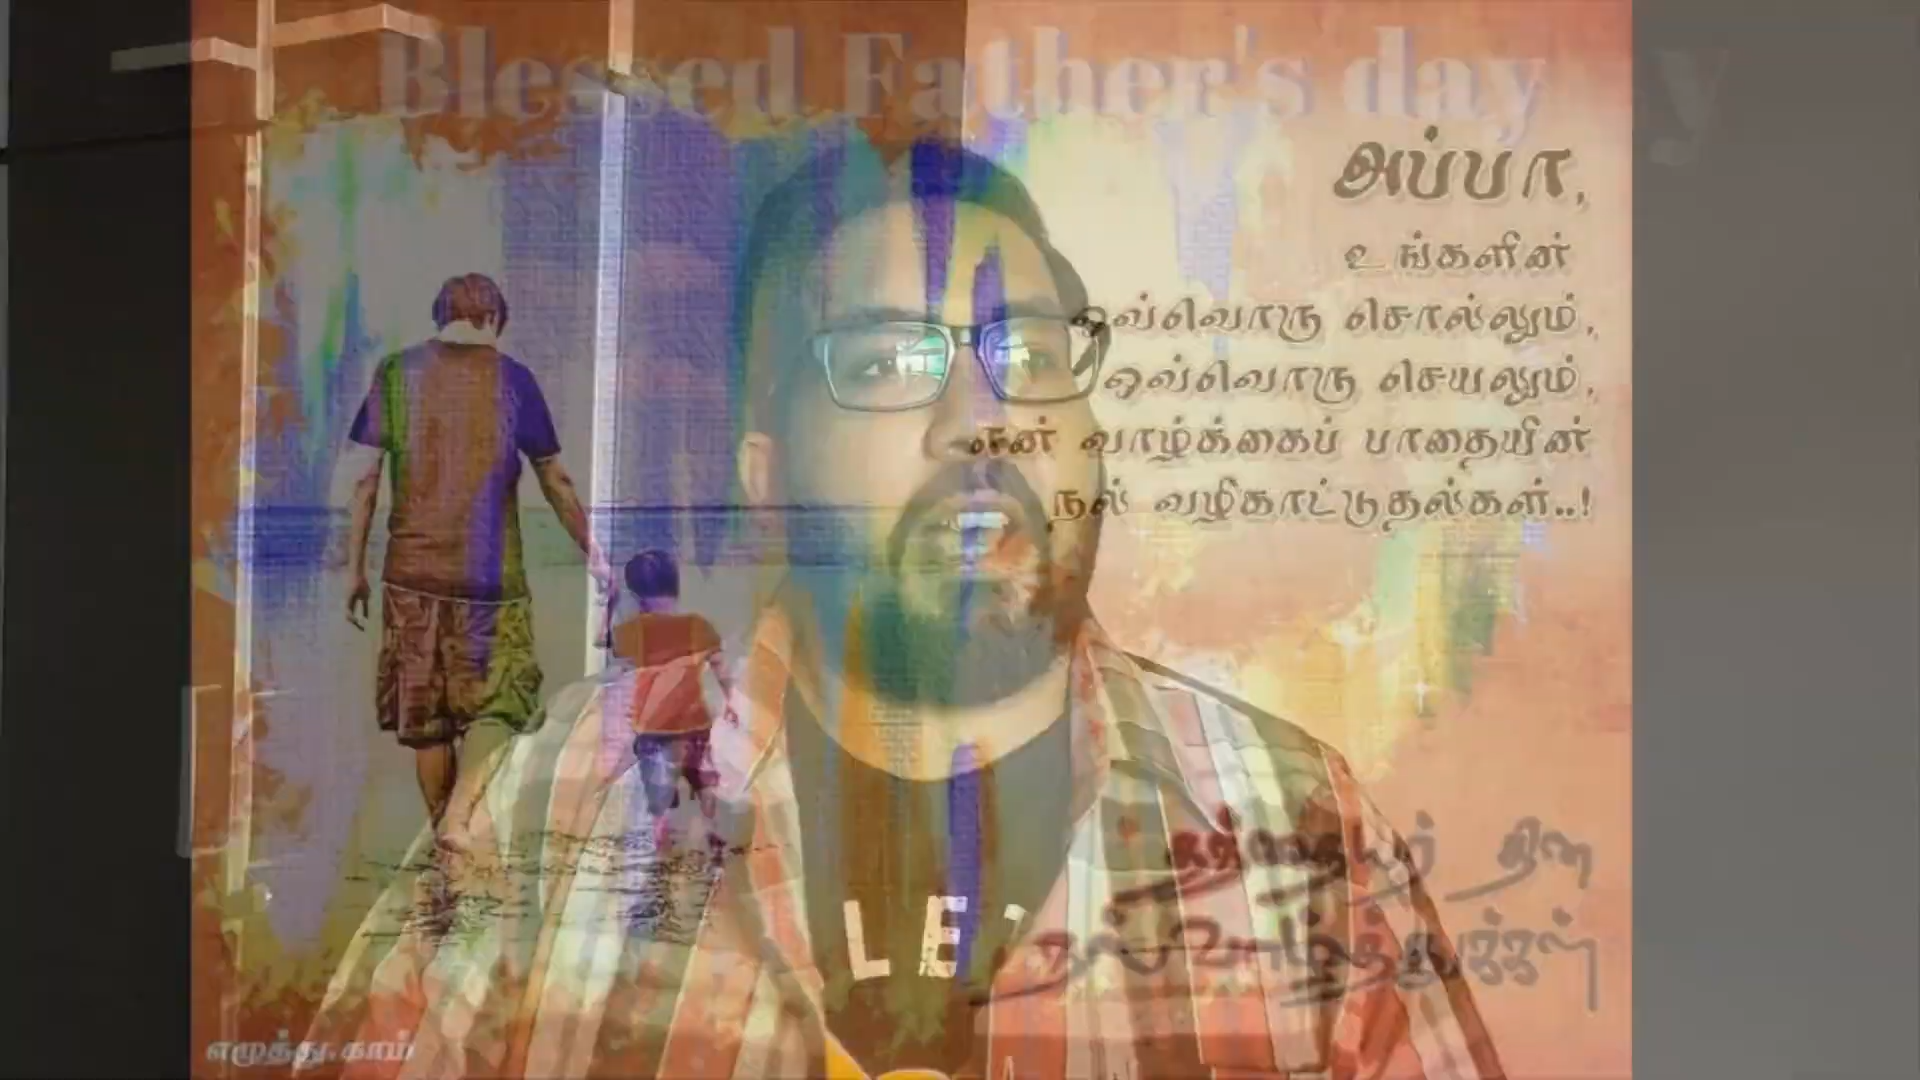 Blessed Father's day
அப்பா,
உங்களின்
ஒவ்வொரு சொல்லும்,
ஒவ்வொரு செயலும்,
என் வாழ்க்கைப் பாதையின்
நல் வழிகாட்டுதல்கள்..!
தந்தையர் தின
நல்வாழ்த்துக்கள்
LE
எழுத்து.காம்